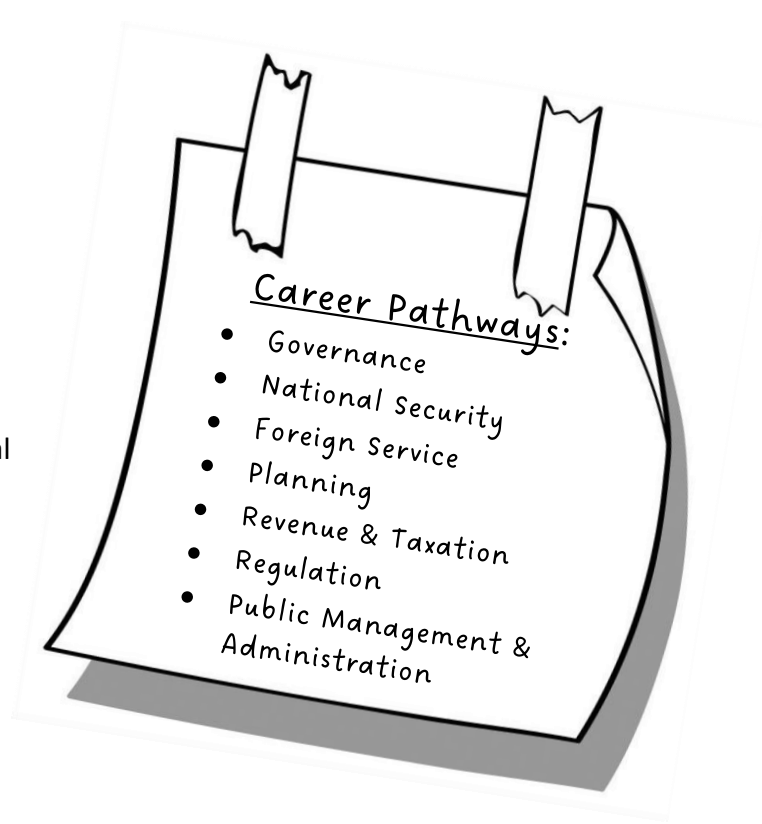 Career Pathways:
• Governance
• National Security
• Foreign Service
• Planning
• Revenue & Taxation
• Regulation
• Public Management &
Administration